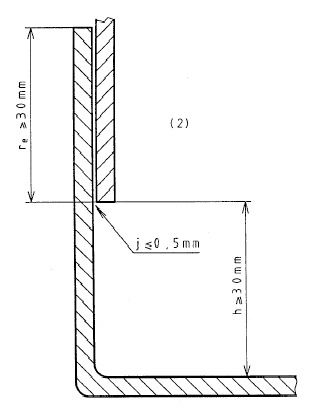 rₑ ≥30mm
(2)
j ≤0,5mm
h≥30mm